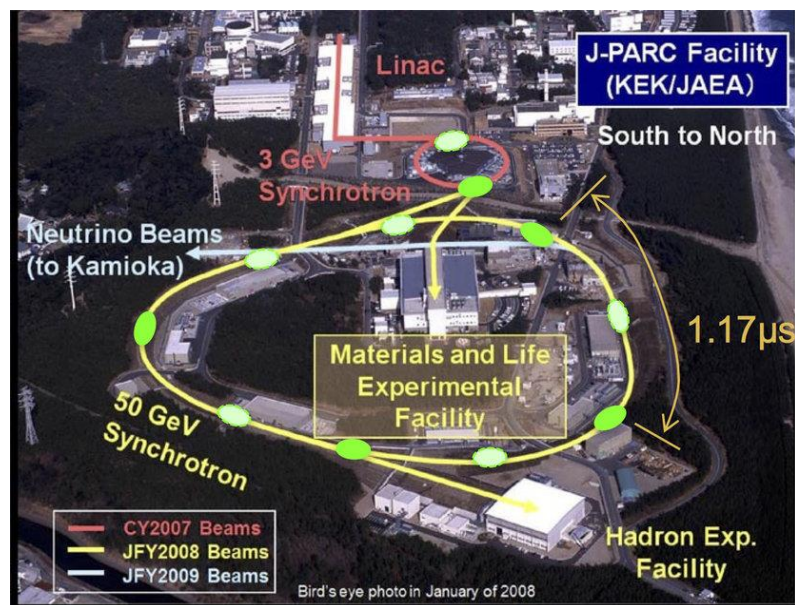 Linac
J-PARC Facility
(KEK/JAEA)
South to North
3 GeV
Synchrotron
Neutrino Beams
(to Kamioka)
1.17μs
Materials and Life
Experimental
Facility
50 GeV
Synchrotron
CY2007 Beams
JFY2008 Beams
JFY2009 Beams
Hadron Exp.
Facility
Bird's eye photo in January of 2008